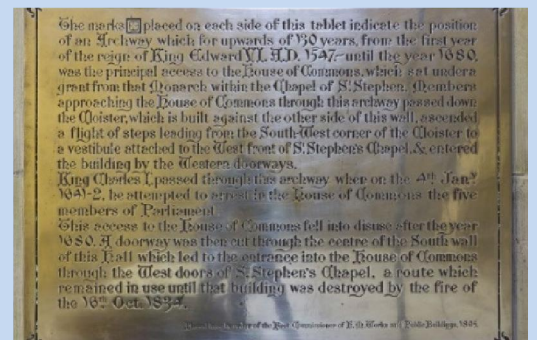 The marks placed on each side of this tablet indicate the position
of an Archway which for upwards of 130 years, from the first year
of the reign of King Edward VI. A.D. 1547 until the year 1680,
was the principal access to the House of Commons, which sat under a
grant from that Monarch within the Chapel of St. Stephen. Members
approaching the House of Commons through this archway passed down
the Cloister, which is built against the other side of this wall, ascended
a flight of steps leading from the South-West corner of the Cloister to
a vestibule attached to the West front of St. Stephen's Chapel, & entered
the building by the Western doorways.
King Charles I. passed through this archway when on the 4th Jany.
1641-2, he attempted to arrest in the House of Commons the five
members of Parliament
This access to the House of Commons fell into disuse after the year
1680. A doorway was then cut through the centre of the South wall
of this Hall which led to the entrance into the House of Commons
through the West doors of St. Stephen's Chapel, a route which
remained in use until that building was destroyed by the fire of
the 16th Oct. 1834.
Commissioner of H. M. Works and Public Buildings, 1894.